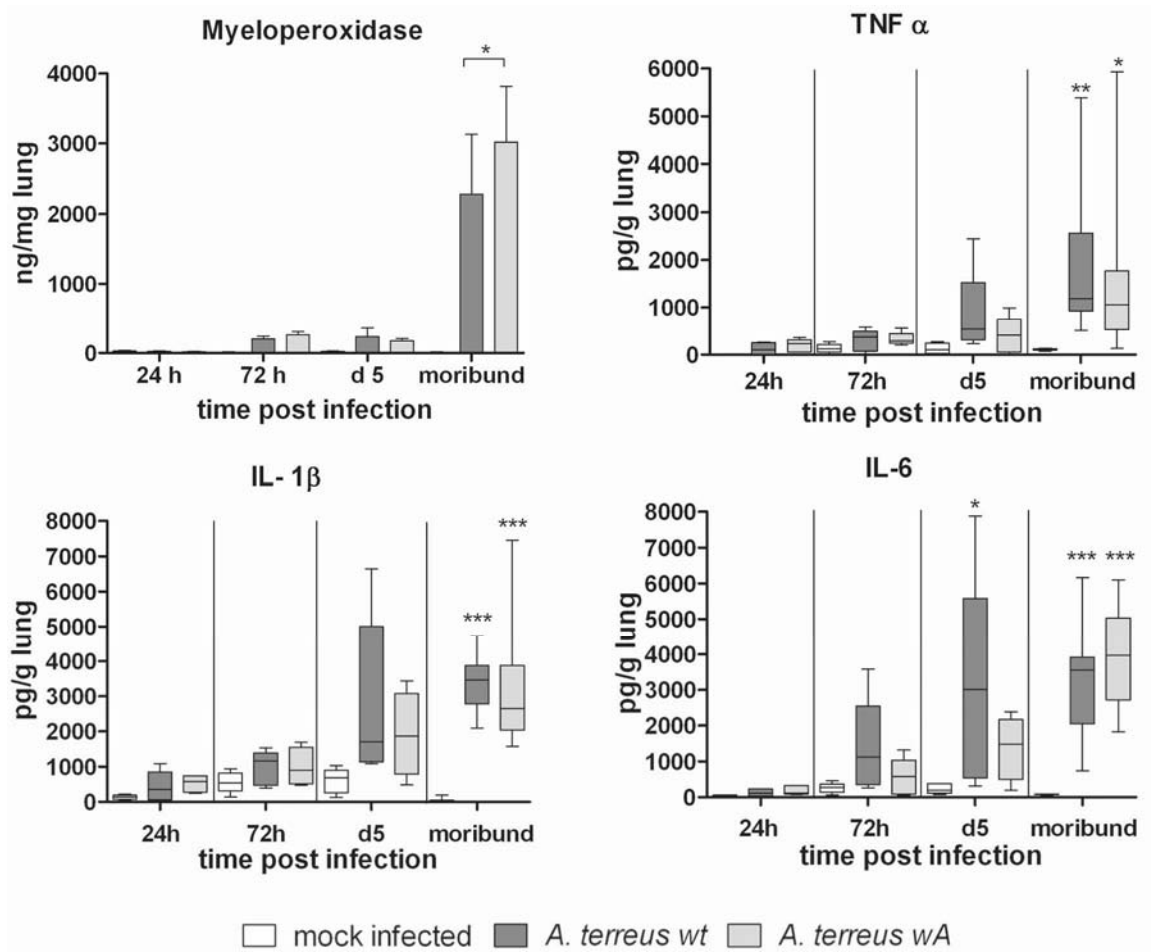 Myeloperoxidase
*
4000
3000
2000
1000
0
ng/mg lung
24 h 72 h d 5 moribund
time post infection
TNF α
** *
6000
5000
4000
3000
2000
1000
0
pg/g lung
24h 72h d5 moribund
time post infection
IL- 1β
*** ***
8000
7000
6000
5000
4000
3000
2000
1000
0
pg/g lung
24h 72h d5 moribund
time post infection
IL-6
* *** ***
8000
7000
6000
5000
4000
3000
2000
1000
0
pg/g lung
24h 72h d5 moribund
time post infection
mock infected A. terreus wt A. terreus wA